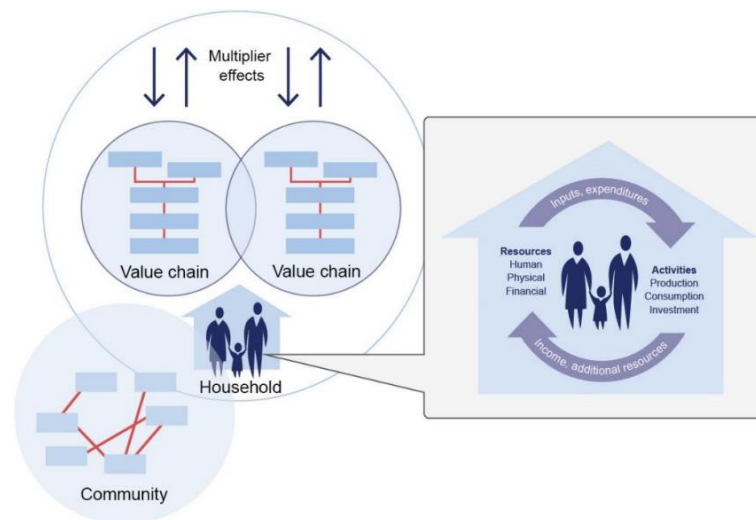 Multiplier
effects
Value chain
Value chain
Household
Community
Inputs, expenditures
Resources
Human
Physical
Financial
Activities
Production
Consumption
Investment
Income, additional resources